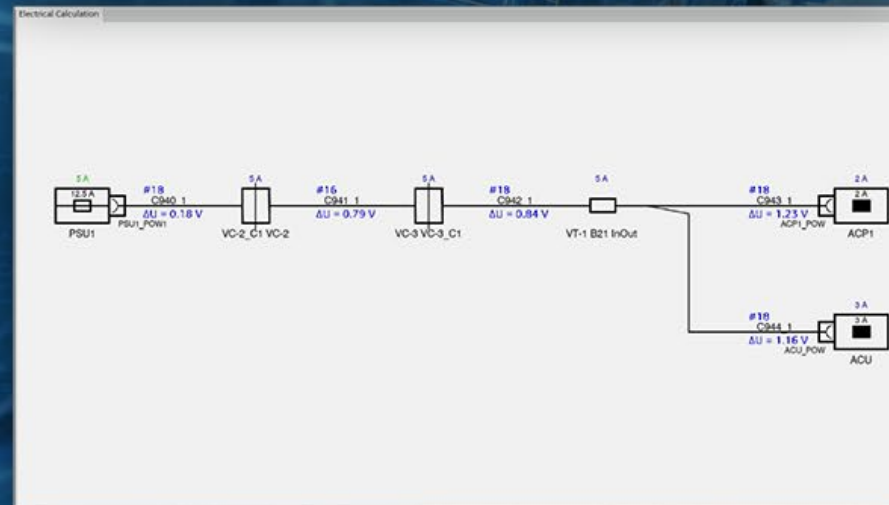 Electrical Calculation
5 A
12.5 A
PSU1
PSU1_POW1
#18
C940_1
ΔU = 0.18 V
5 A
VC-2_C1 VC-2
#16
C941_1
ΔU = 0.79 V
5 A
VC-3 VC-3_C1
#18
C942_1
ΔU = 0.84 V
5 A
VT-1 B21 InOut
#18
C943_1
ΔU = 1.23 V
ACP1_POW
2 A
2 A
ACP1
#18
C944_1
ΔU = 1.16 V
ACU_POW
3 A
3 A
ACU